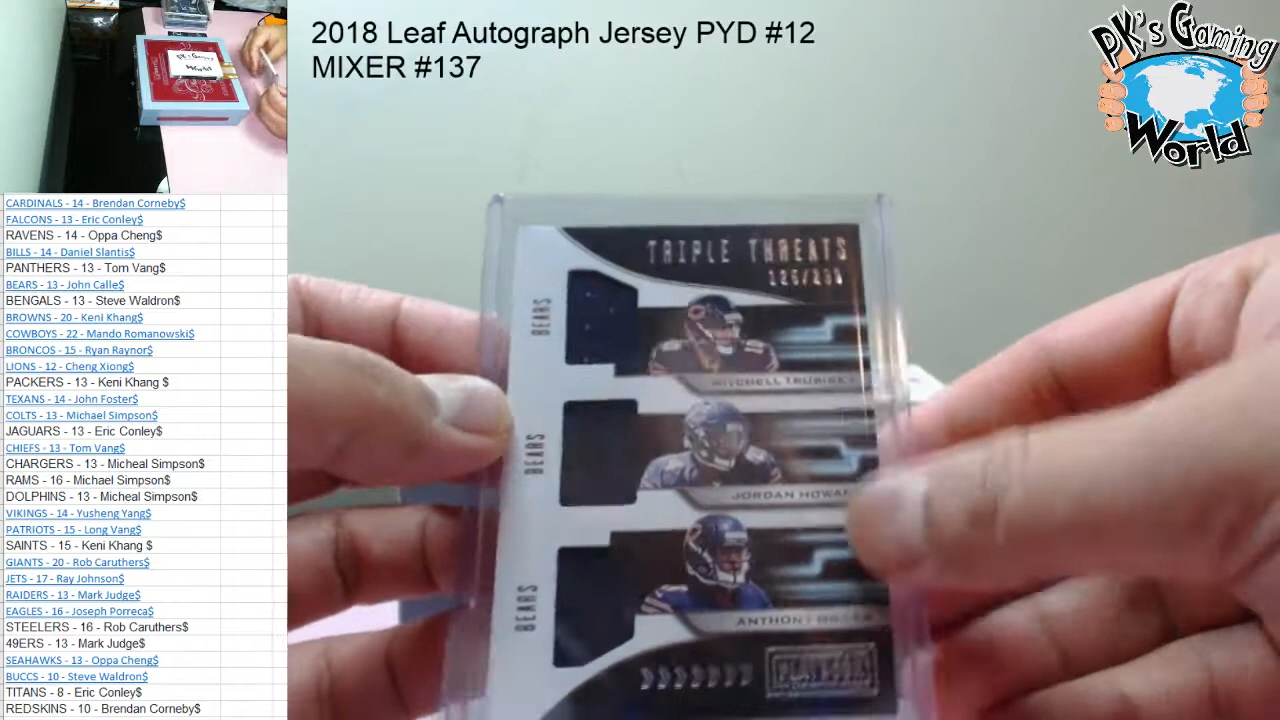 2018 Leaf Autograph Jersey PYD #12
MIXER #137
PK's Gaming
World
CARDINALS - 14 - Brendan Corneby$
FALCONS - 13 - Eric Conley$
RAVENS - 14 - Oppa Cheng$
BILLS - 14 - Daniel Slantis$
PANTHERS - 13 - Tom Vang$
BEARS - 13 - John Calle$
BENGALS - 13 - Steve Waldron$
BROWNS - 20 - Keni Khang$
COWBOYS - 22 - Mando Romanowski$
BRONCOS - 15 - Ryan Raynor$
LIONS - 12 - Cheng Xiong$
PACKERS - 13 - Keni Khang $
TEXANS - 14 - John Foster$
COLTS - 13 - Michael Simpson$
JAGUARS - 13 - Eric Conley$
CHIEFS - 13 - Tom Vang$
CHARGERS - 13 - Micheal Simpson$
RAMS - 16 - Michael Simpson$
DOLPHINS - 13 - Micheal Simpson$
VIKINGS - 14 - Yusheng Yang$
PATRIOTS - 15 - Long Vang$
SAINTS - 15 - Keni Khang $
GIANTS - 20 - Rob Caruthers$
JETS - 17 - Ray Johnson$
RAIDERS - 13 - Mark Judge$
EAGLES - 16 - Joseph Porreca$
STEELERS - 16 - Rob Caruthers$
49ERS - 13 - Mark Judge$
SEAHAWKS - 13 - Oppa Cheng$
BUCCS - 10 - Steve Waldron$
TITANS - 8 - Eric Conley$
REDSKINS - 10 - Brendan Corneby$
TRIPLE THREATS
BEARS
MITCHELL TRUBISKY
BEARS
JORDAN
BEARS
ANTHONY
PLAYBOOK